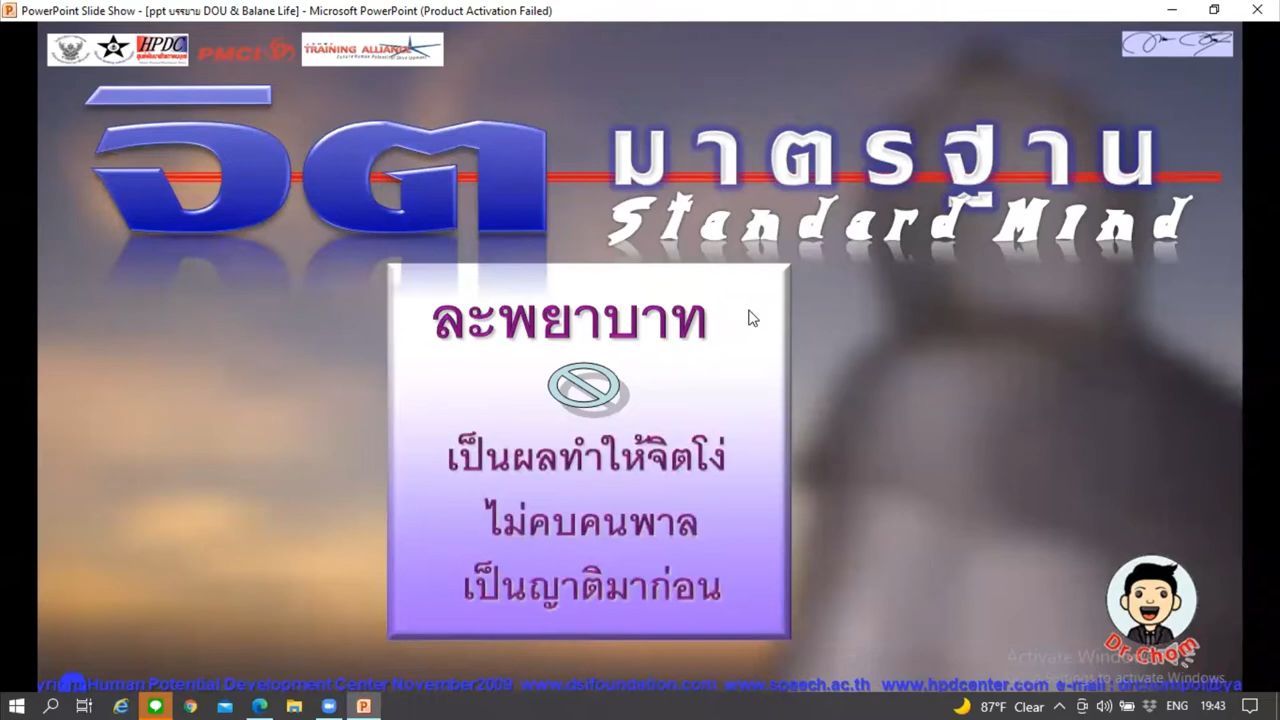 PowerPoint Slide Show - [ppt บรรยาย DOU & Balane Life] - Microsoft PowerPoint (Product Activation Failed)
HPDC
PMCI
TRAINING ALLIANCE
จิต
มาตรฐาน
Standard Mind
ละพยาบาท
เป็นผลทำให้จิตโง่
ไม่คบคนพาล
เป็นญาติมาก่อน
Dr.Chom
Activate Windows
Human Potential Development Center November2009 www.dsifoundation.com www.speech.ac.th www.hpdcenter.com e-mail :
settings to activate Windows.
87°F Clear
ENG
19:43